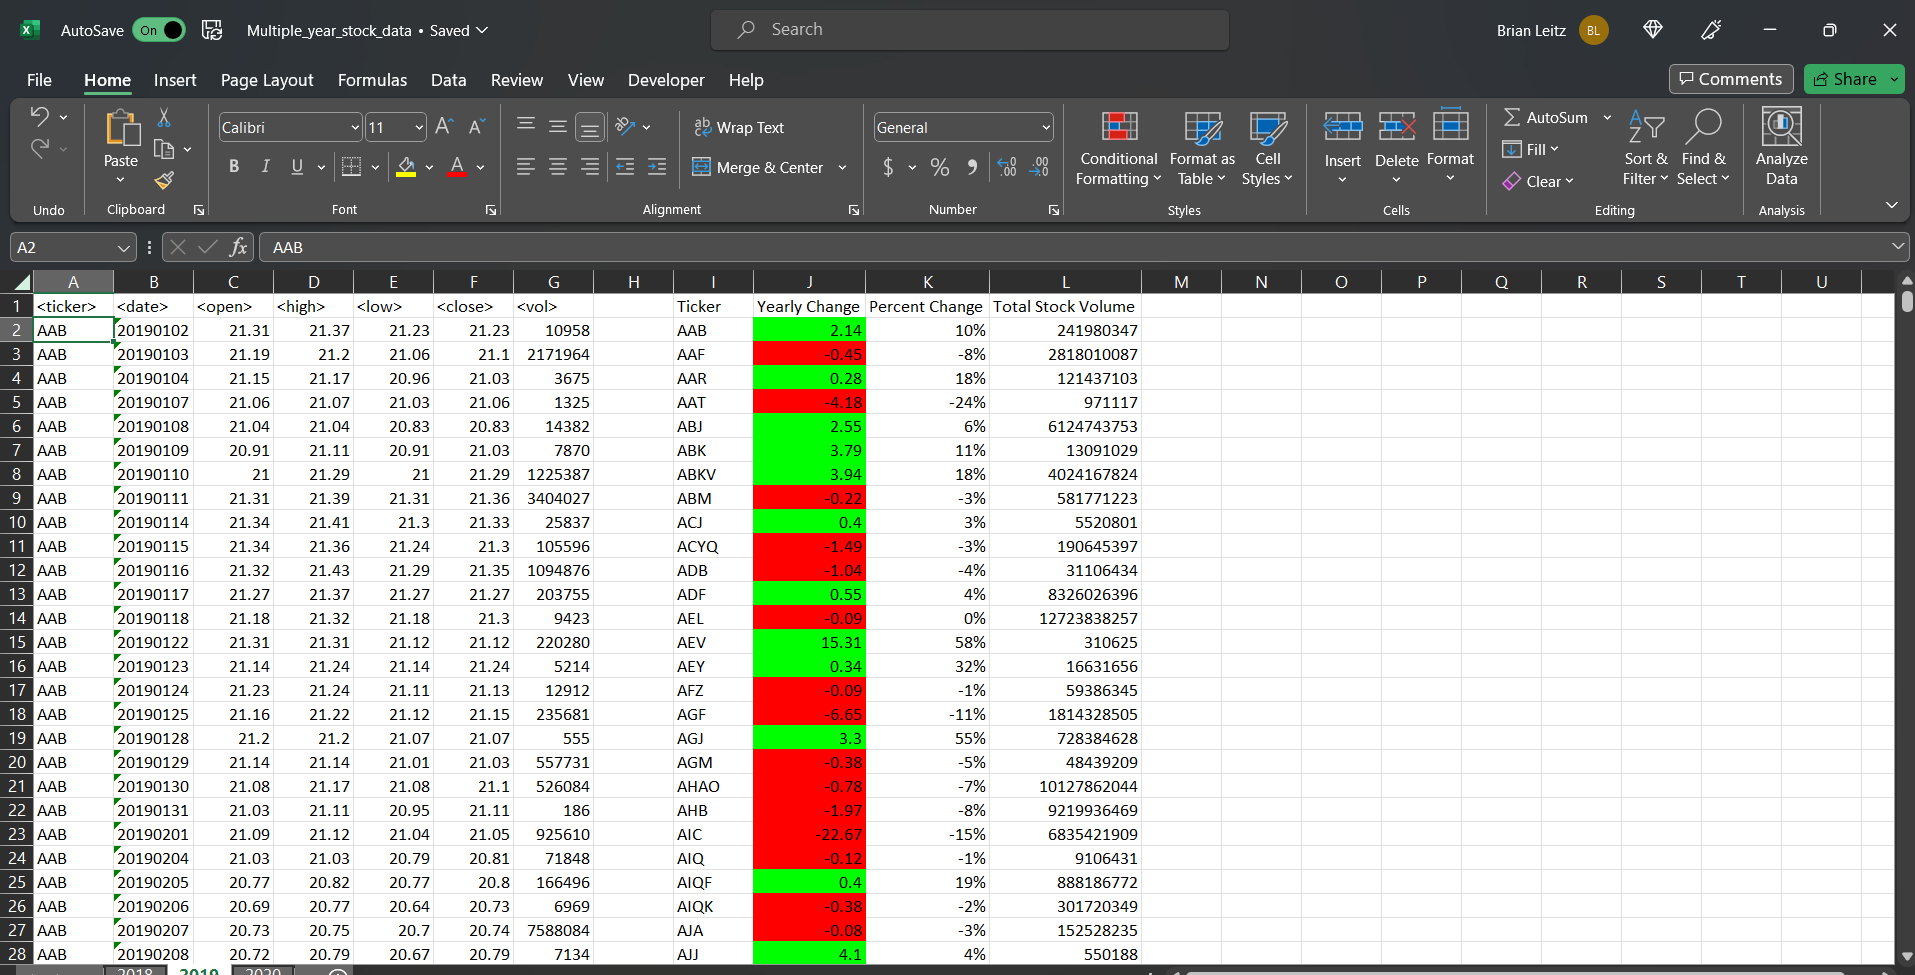 AutoSave On Multiple_year_stock_data • Saved Search Brian Leitz BL
File Home Insert Page Layout Formulas Data Review View Developer Help Comments Share
Paste Calibri 11 Wrap Text General Conditional Formatting Format as Table Cell Styles Insert Delete Format AutoSum Sort & Filter Find & Select Analyze Data
B I U A Merge & Center $ % Fill Clear
Undo Clipboard Font Alignment Number Styles Cells Editing Analysis
A2 fx AAB
A B C D E F G H I J K L M N O P Q R S T U
1 <ticker> <date> <open> <high> <low> <close> <vol> Ticker Yearly Change Percent Change Total Stock Volume
2 AAB 20190102 21.31 21.37 21.23 21.23 10958 AAB 2.14 10% 241980347
3 AAB 20190103 21.19 21.2 21.06 21.1 2171964 AAF -0.45 -8% 2818010087
4 AAB 20190104 21.15 21.17 20.96 21.03 3675 AAR 0.28 18% 121437103
5 AAB 20190107 21.06 21.07 21.03 21.06 1325 AAT -4.18 -24% 971117
6 AAB 20190108 21.04 21.04 20.83 20.83 14382 ABJ 2.55 6% 6124743753
7 AAB 20190109 20.91 21.11 20.91 21.03 7870 ABK 3.79 11% 13091029
8 AAB 20190110 21 21.29 21 21.29 1225387 ABKV 3.94 18% 4024167824
9 AAB 20190111 21.31 21.39 21.31 21.36 3404027 ABM -0.22 -3% 581771223
10 AAB 20190114 21.34 21.41 21.3 21.33 25837 ACJ 0.4 3% 5520801
11 AAB 20190115 21.34 21.36 21.24 21.3 105596 ACYQ -1.49 -3% 190645397
12 AAB 20190116 21.32 21.43 21.29 21.35 1094876 ADB -1.04 -4% 31106434
13 AAB 20190117 21.27 21.37 21.27 21.27 203755 ADF 0.55 4% 8326026396
14 AAB 20190118 21.18 21.32 21.18 21.3 9423 AEL -0.09 0% 12723838257
15 AAB 20190122 21.31 21.31 21.12 21.12 220280 AEV 15.31 58% 310625
16 AAB 20190123 21.14 21.24 21.14 21.24 5214 AEY 0.34 32% 16631656
17 AAB 20190124 21.23 21.24 21.11 21.13 12912 AFZ -0.09 -1% 59386345
18 AAB 20190125 21.16 21.22 21.12 21.15 235681 AGF -6.65 -11% 1814328505
19 AAB 20190128 21.2 21.2 21.07 21.07 555 AGJ 3.3 55% 728384628
20 AAB 20190129 21.14 21.14 21.01 21.03 557731 AGM -0.38 -5% 48439209
21 AAB 20190130 21.08 21.17 21.08 21.1 526084 AHAO -0.78 -7% 10127862044
22 AAB 20190131 21.03 21.11 20.95 21.11 186 AHB -1.97 -8% 9219936469
23 AAB 20190201 21.09 21.12 21.04 21.05 925610 AIC -22.67 -15% 6835421909
24 AAB 20190204 21.03 21.03 20.79 20.81 71848 AIQ -0.12 -1% 9106431
25 AAB 20190205 20.77 20.82 20.77 20.8 166496 AIQF 0.4 19% 888186772
26 AAB 20190206 20.69 20.77 20.64 20.73 6969 AIQK -0.38 -2% 301720349
27 AAB 20190207 20.73 20.75 20.7 20.74 7588084 AJA -0.08 -3% 152528235
28 AAB 20190208 20.72 20.79 20.67 20.79 7134 AJJ 4.1 4% 550188
2018 2019 2020